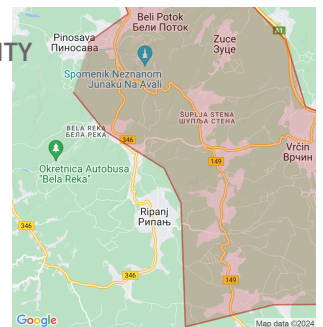 Beli Potok
Бели Поток
Pinosava
Пиносава
Zuce
Зуце
A1
ITY
Spomenik Neznanom
Junaku Na Avali
ŠUPLJA STENA
ШУПЉА СТЕНА
BELA REKA
БЕЛА РЕКА
346
Vrčin
Врчин
149
Okretnica Autobusa
"Bela Reka"
Ripanj
Рипањ
346
346
149
Google
Map data ©2024